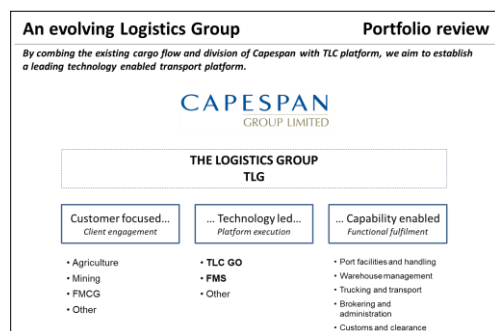 An evolving Logistics Group
Portfolio review
By combing the existing cargo flow and division of Capespan with TLC platform, we aim to establish
a leading technology enabled transport platform.
CAPESPAN
GROUP LIMITED
THE LOGISTICS GROUP
TLG
Customer focused...
Client engagement
... Technology led...
Platform execution
... Capability enabled
Functional fulfilment
• Agriculture
• Mining
• FMCG
• Other
• TLC GO
• FMS
• Other
• Port facilities and handling
• Warehouse management
• Trucking and transport
• Brokering and
administration
• Customs and clearance